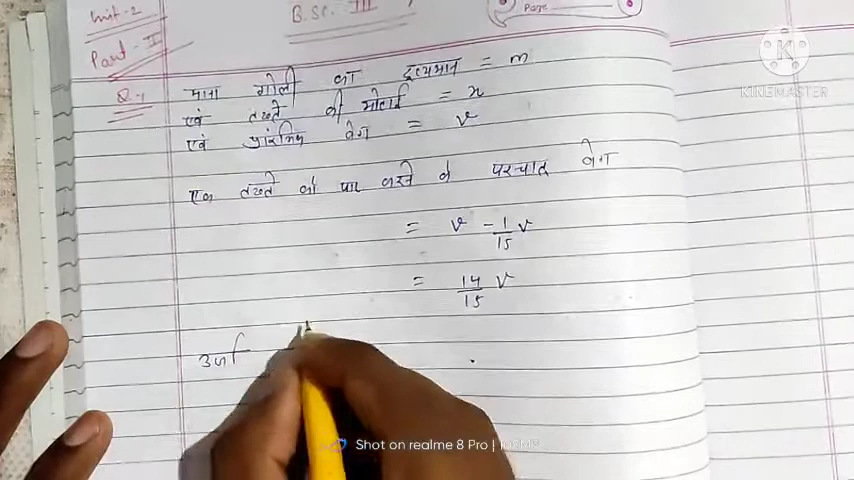 Unit-2
B.Sc. III
Page
Part-II
Q.1 माना गोली का द्रव्यमान = m
एवं तख्ते की मोटाई = x
एवं प्रारंभिक वेग = v
एक तख्ते को पार करने के पश्चात वेग
= v - 1/15 v
= 14/15 v
उर्जा
KINEMASTER
Shot on realme 8 Pro